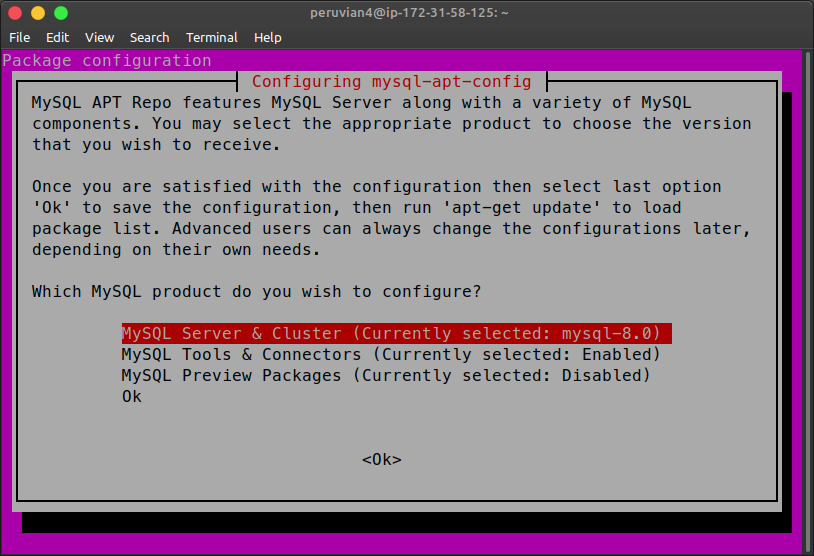 peruvian4@ip-172-31-58-125: ~
File Edit View Search Terminal Help
Package configuration
Configuring mysql-apt-config
MySQL APT Repo features MySQL Server along with a variety of MySQL
components. You may select the appropriate product to choose the version
that you wish to receive.
Once you are satisfied with the configuration then select last option
'Ok' to save the configuration, then run 'apt-get update' to load
package list. Advanced users can always change the configurations later,
depending on their own needs.
Which MySQL product do you wish to configure?
MySQL Server & Cluster (Currently selected: mysql-8.0)
MySQL Tools & Connectors (Currently selected: Enabled)
MySQL Preview Packages (Currently selected: Disabled)
Ok
<Ok>